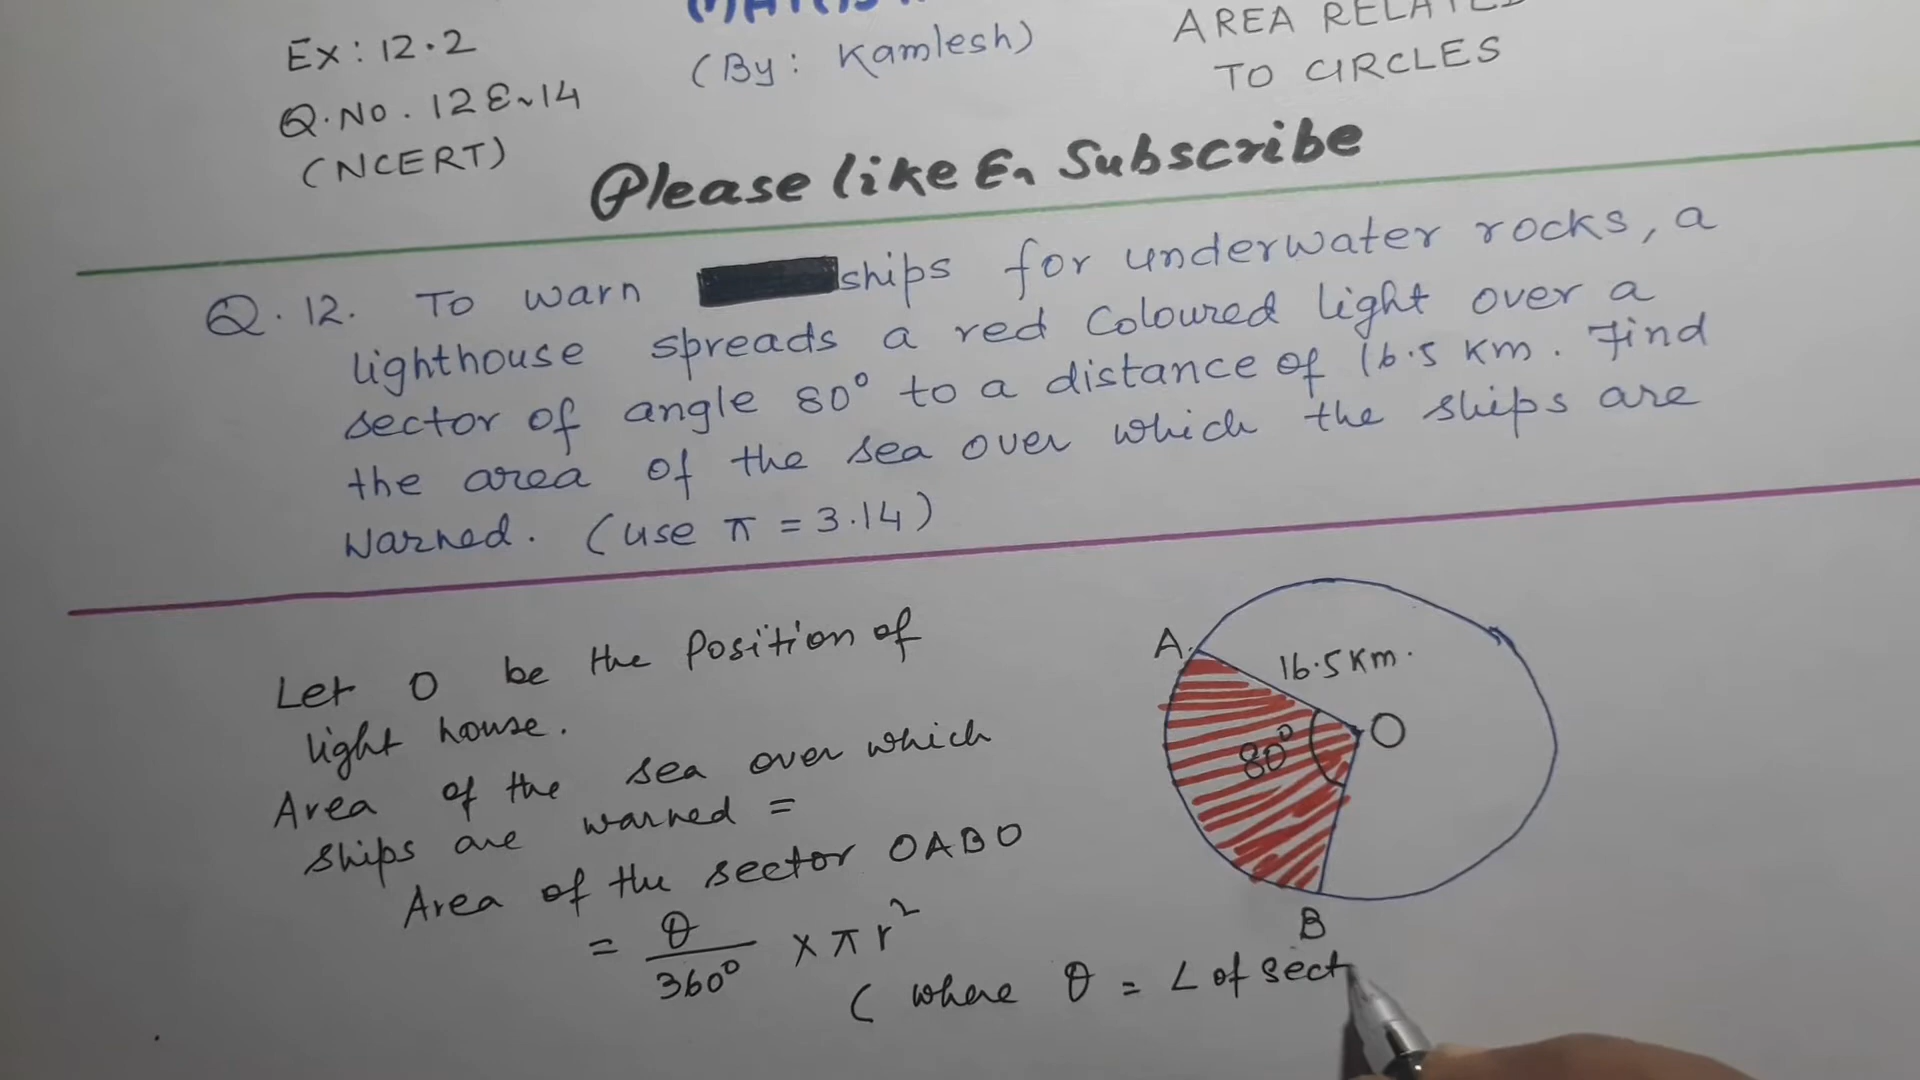 Ex: 12.2
Q.No. 12 & 14
(NCERT)
(By: Kamlesh)
AREA RELATED
TO CIRCLES
Please like & Subscribe
Q.12. To warn ships for underwater rocks, a
lighthouse spreads a red coloured light over a
sector of angle 80° to a distance of 16.5 km. Find
the area of the sea over which the ships are
warned. (use π = 3.14)
Let O be the Position of
light house.
Area of the sea over which
ships are warned =
Area of the sector OABO
= θ/360° × πr²
(where θ = ∠ of sect
A
16.5 Km.
80°
O
B